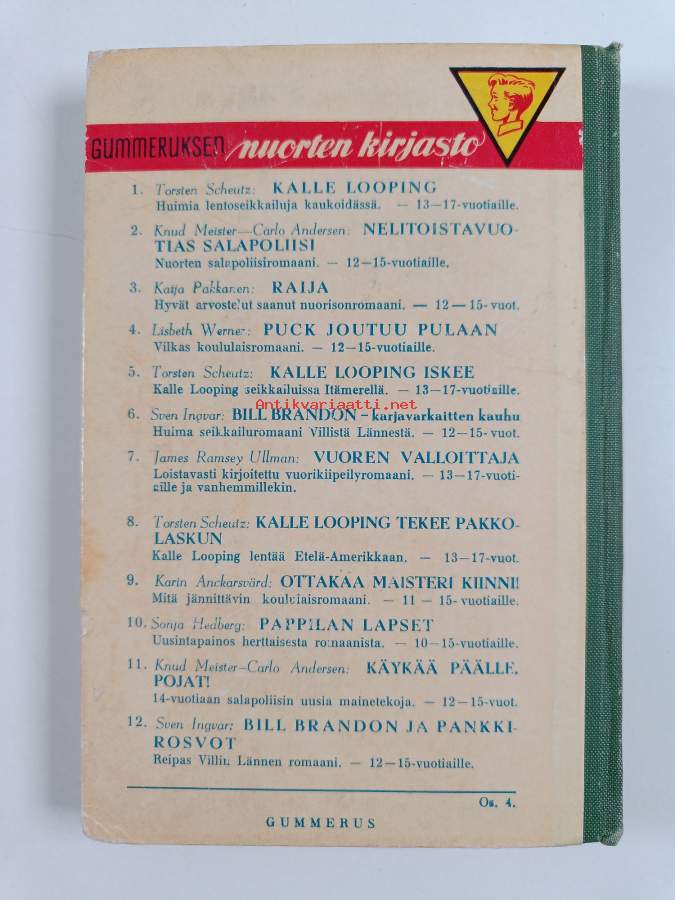 GUMMERUKSEN nuorten kirjasto
1. Torsten Scheutz: KALLE LOOPING
Huimia lentoseikkailuja kaukoidässä. — 13—17-vuotiaille.
2. Knud Meister—Carlo Andersen: NELITOISTAVUO-
TIAS SALAPOLIISI
Nuorten salapoliisiromaani. — 12—15-vuotiaille.
3. Kaija Pakkanen: RAIJA
Hyvät arvostelut saanut nuorisonromaani. — 12—15-vuot.
4. Lisbeth Werner: PUCK JOUTUU PULAAN
Vilkas koululaisromaani. — 12—15-vuotiaille.
5. Torsten Scheutz: KALLE LOOPING ISKEE
Kalle Looping seikkailuissa Itämerellä. — 13—17-vuotiaille.
Antikvariaatti.net
6. Sven Ingvar: BILL BRANDON – karjavarkaitten kauhu
Huima seikkailuromaani Villistä Lännestä. — 12—15-vuot.
7. James Ramsey Ullman: VUOREN VALLOITTAJA
Loistavasti kirjoitettu vuorikiipeilyromaani. — 13—17-vuoti-
aille ja vanhemmillekin.
8. Torsten Scheutz: KALLE LOOPING TEKEE PAKKO-
LASKUN
Kalle Looping lentää Etelä-Amerikkaan. — 13—17-vuot.
9. Karin Anckarsvärd: OTTAKAA MAISTERI KIINNI!
Mitä jännittävin koululaisromaani. — 11—15-vuotiaille.
10. Sonja Hedberg: PAPPILAN LAPSET
Uusintapainos herttaisesta romaanista. — 10—15-vuotiaille.
11. Knud Meister—Carlo Andersen: KÄYKÄÄ PÄÄLLE,
POJAT!
14-vuotiaan salapoliisin uusia mainetekoja. — 12—15-vuot.
12. Sven Ingvar: BILL BRANDON JA PANKKI-
ROSVOT
Reipas Villin Lännen romaani. — 12—15-vuotiaille.
Os. 4.
GUMMERUS